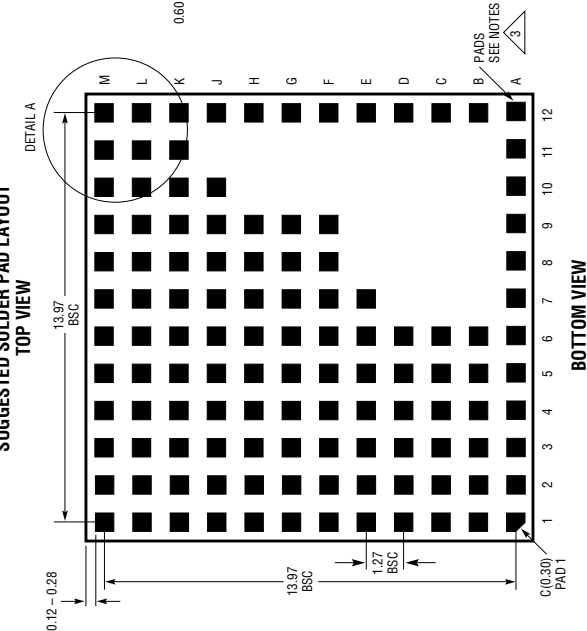 SUGGESTED SOLDER PAD LAYOUT
TOP VIEW
0.60
DETAIL A
13.97
BSC
M
L
K
J
H
G
F
E
D
C
B
A
PADS
SEE NOTES
3
0.12 – 0.28
13.97
BSC
1.27
BSC
C(0.30)
PAD 1
1
2
3
4
5
6
7
8
9
10
11
12
BOTTOM VIEW